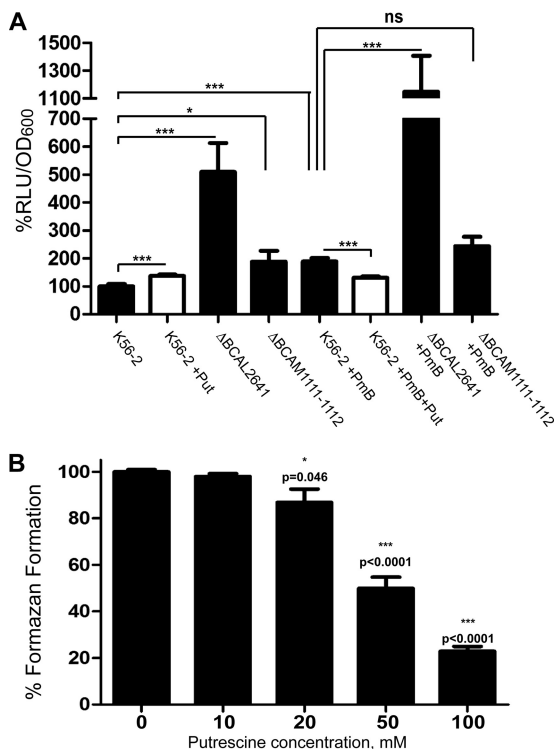 A
ns
***
***
*
***
***
***
1500
1300
1100
700
600
500
400
300
200
100
0
%RLU/OD600
K56-2
K56-2 +Put
ΔBCAL2641
ΔBCAM1111-1112
K56-2 +PmB
K56-2 +PmB+Put
ΔBCAL2641
+PmB
ΔBCAM1111-1112
+PmB
B
100
80
60
40
20
0
% Formazan Formation
*
p=0.046
***
p<0.0001
***
p<0.0001
0 10 20 50 100
Putrescine concentration, mM